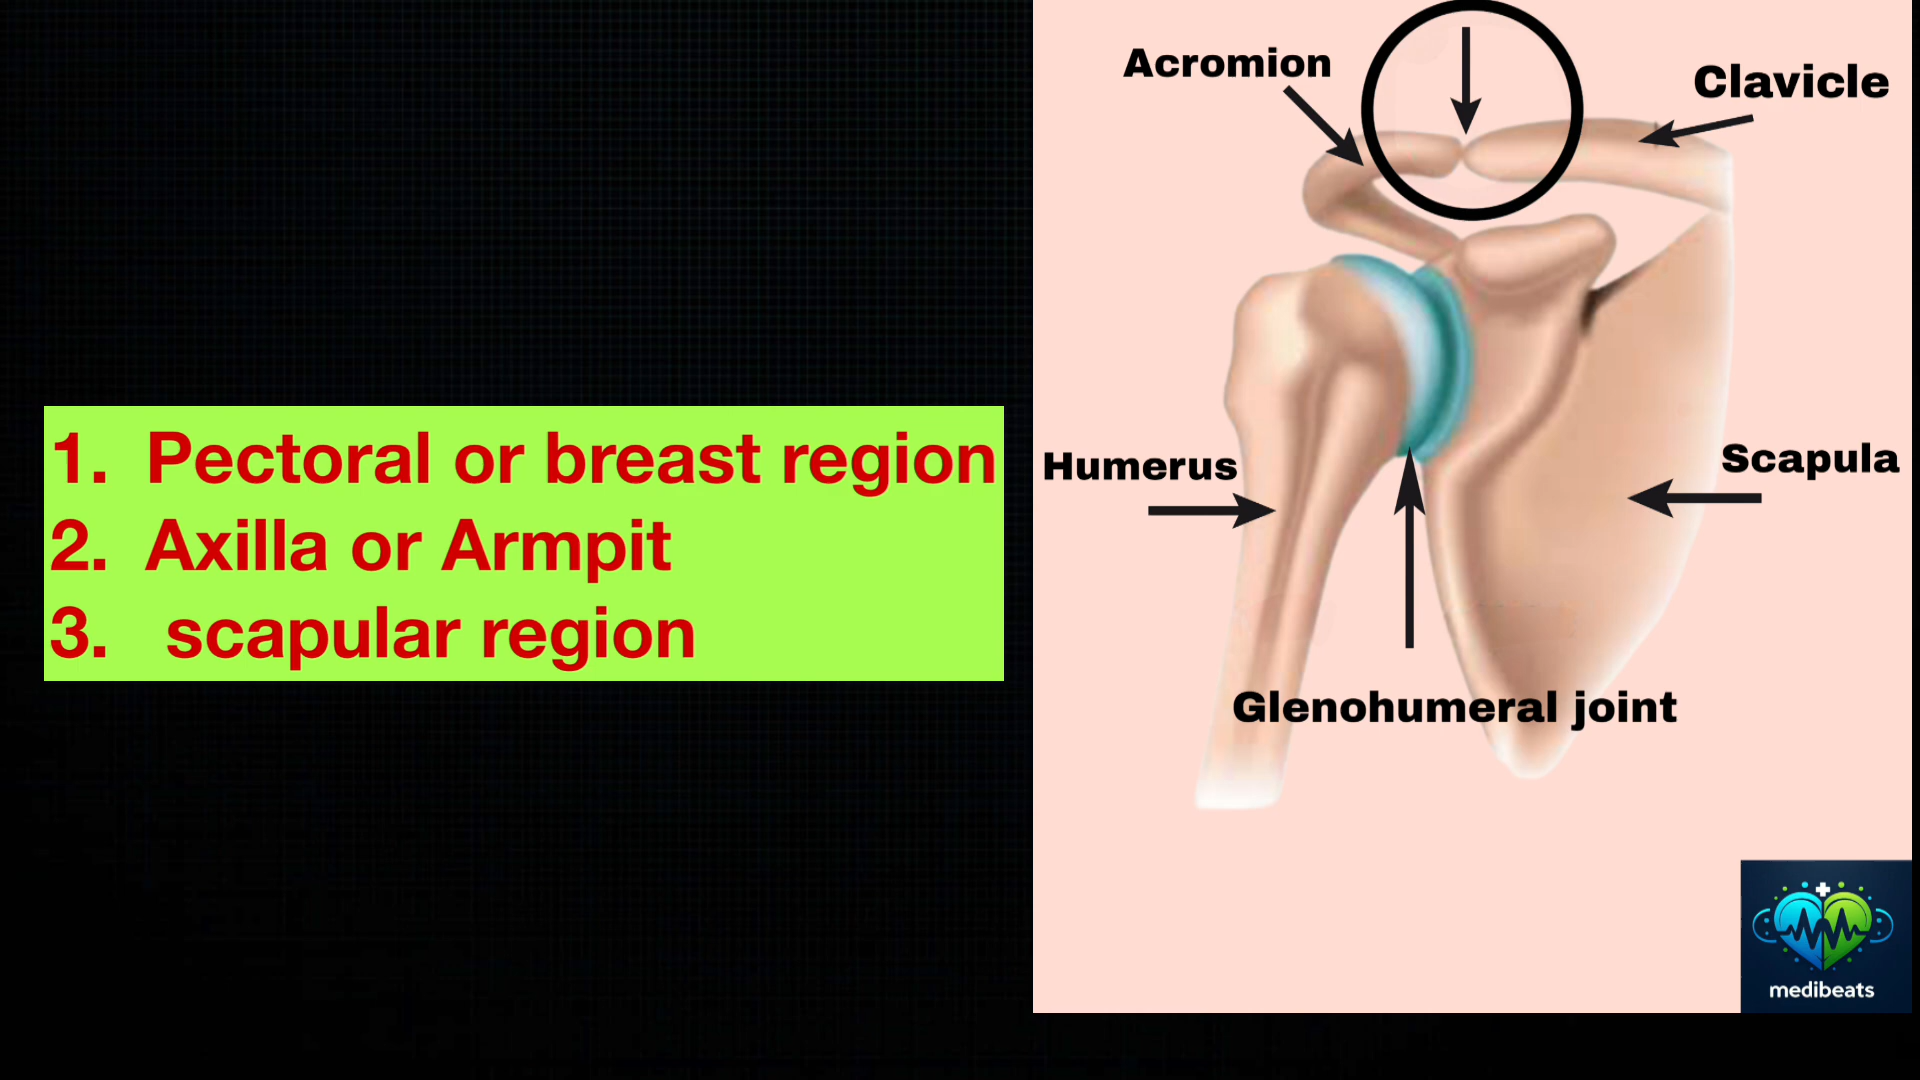 1. Pectoral or breast region
2. Axilla or Armpit
3. scapular region
Acromion
Clavicle
Humerus
Scapula
Glenohumeral joint
medibeats